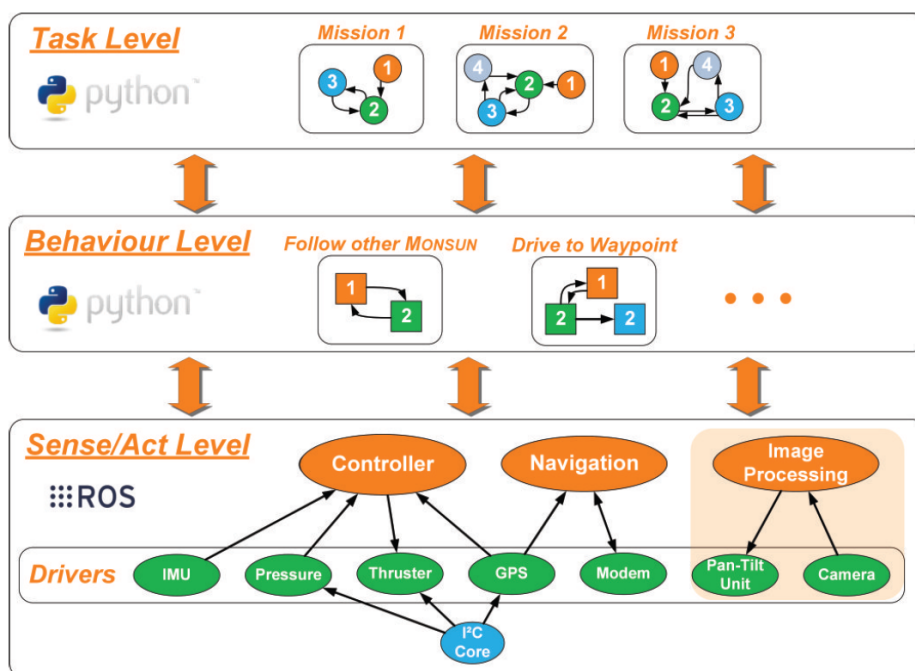 Task Level
python™
Mission 1
1
3
2
Mission 2
4
2
1
3
Mission 3
1
4
2
3
Behaviour Level
python™
Follow other MONSUN
1
2
Drive to Waypoint
1
2
2
Sense/Act Level
ROS
Controller
Navigation
Image
Processing
Drivers
IMU
Pressure
Thruster
GPS
Modem
Pan-Tilt
Unit
Camera
I²C
Core